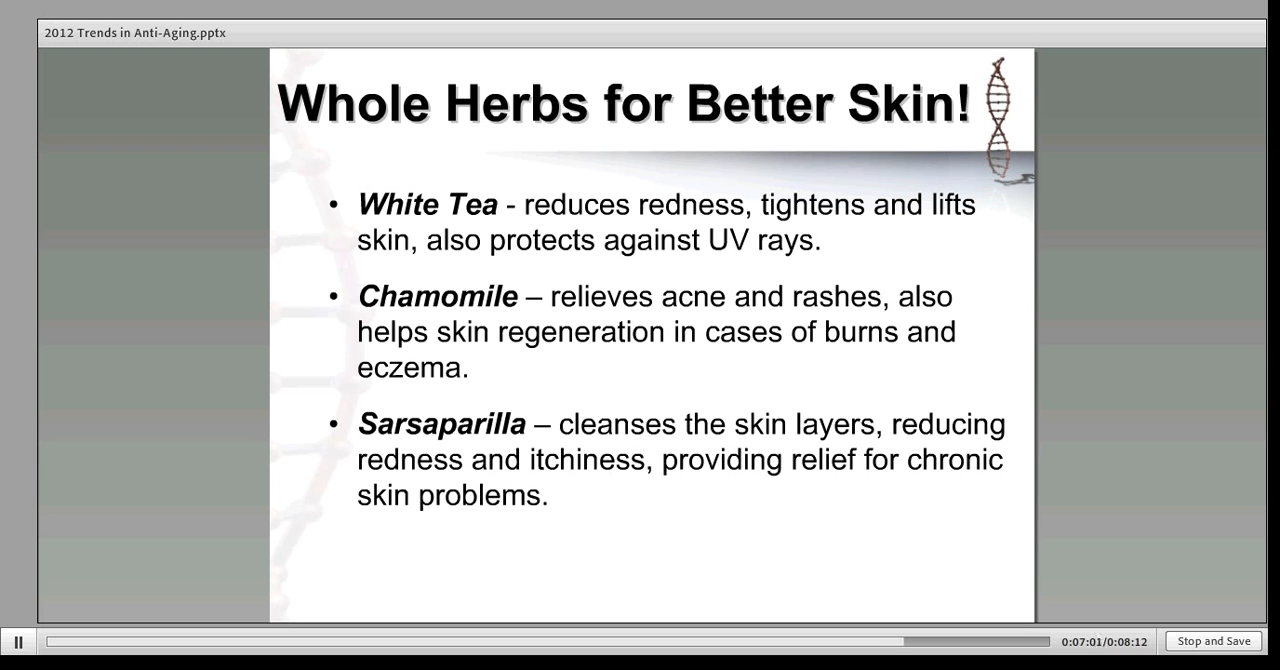 2012 Trends in Anti-Aging.pptx
Whole Herbs for Better Skin!
• White Tea - reduces redness, tightens and lifts
skin, also protects against UV rays.
• Chamomile – relieves acne and rashes, also
helps skin regeneration in cases of burns and
eczema.
• Sarsaparilla – cleanses the skin layers, reducing
redness and itchiness, providing relief for chronic
skin problems.
0:07:01/0:08:12 Stop and Save